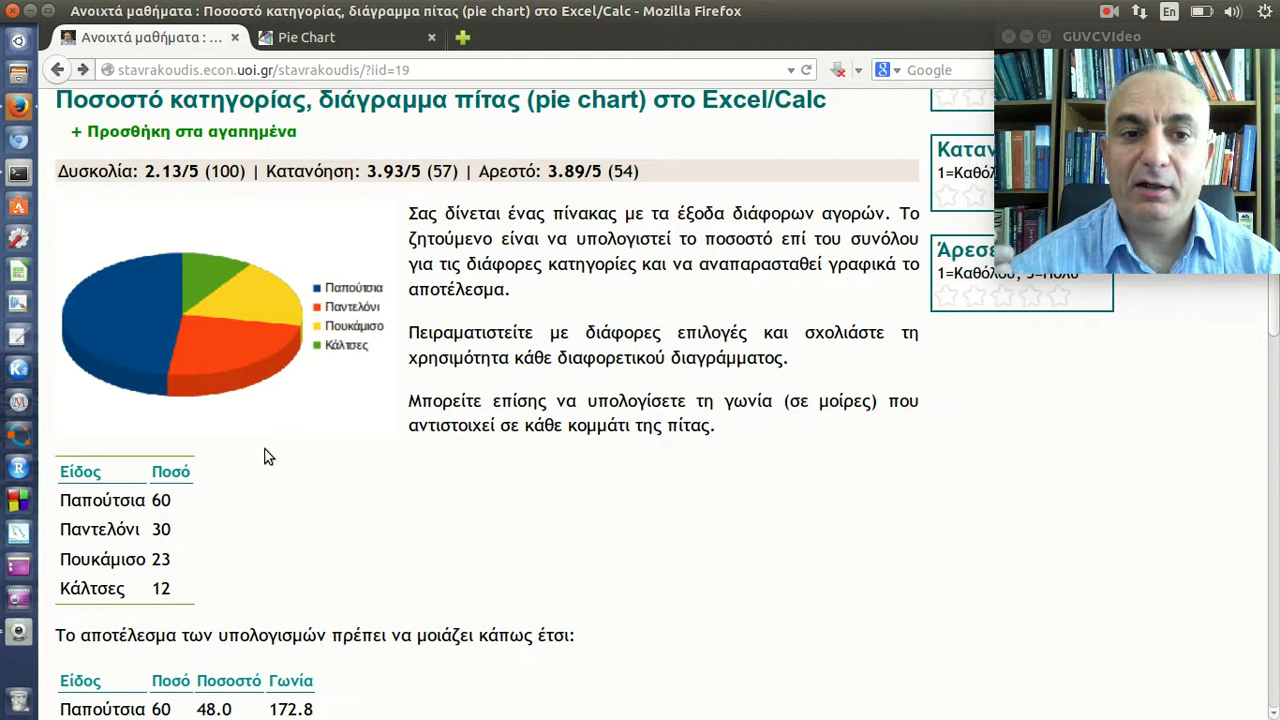 Ανοιχτά μαθήματα : Ποσοστό κατηγορίας, διάγραμμα πίτας (pie chart) στο Excel/Calc - Mozilla Firefox
En
Ανοιχτά μαθήματα : ...
Pie Chart
GUVCVIdeo
stavrakoudis.econ.uoi.gr/stavrakoudis/?iid=19
Google
Ποσοστό κατηγορίας, διάγραμμα πίτας (pie chart) στο Excel/Calc
+ Προσθήκη στα αγαπημένα
Δυσκολία: 2.13/5 (100) | Κατανόηση: 3.93/5 (57) | Αρεστό: 3.89/5 (54)
Παπούτσια
Παντελόνι
Πουκάμισο
Κάλτσες
Σας δίνεται ένας πίνακας με τα έξοδα διάφορων αγορών. Το
ζητούμενο είναι να υπολογιστεί το ποσοστό επί του συνόλου
για τις διάφορες κατηγορίες και να αναπαρασταθεί γραφικά το
αποτέλεσμα.
Πειραματιστείτε με διάφορες επιλογές και σχολιάστε τη
χρησιμότητα κάθε διαφορετικού διαγράμματος.
Μπορείτε επίσης να υπολογίσετε τη γωνία (σε μοίρες) που
αντιστοιχεί σε κάθε κομμάτι της πίτας.
Είδος Ποσό
Παπούτσια 60
Παντελόνι 30
Πουκάμισο 23
Κάλτσες 12
Το αποτέλεσμα των υπολογισμών πρέπει να μοιάζει κάπως έτσι:
Είδος Ποσό Ποσοστό Γωνία
Παπούτσια 60 48.0 172.8
Καταν
1=Καθόλ
Άρεσε
1=Καθόλου, 5=Πολύ